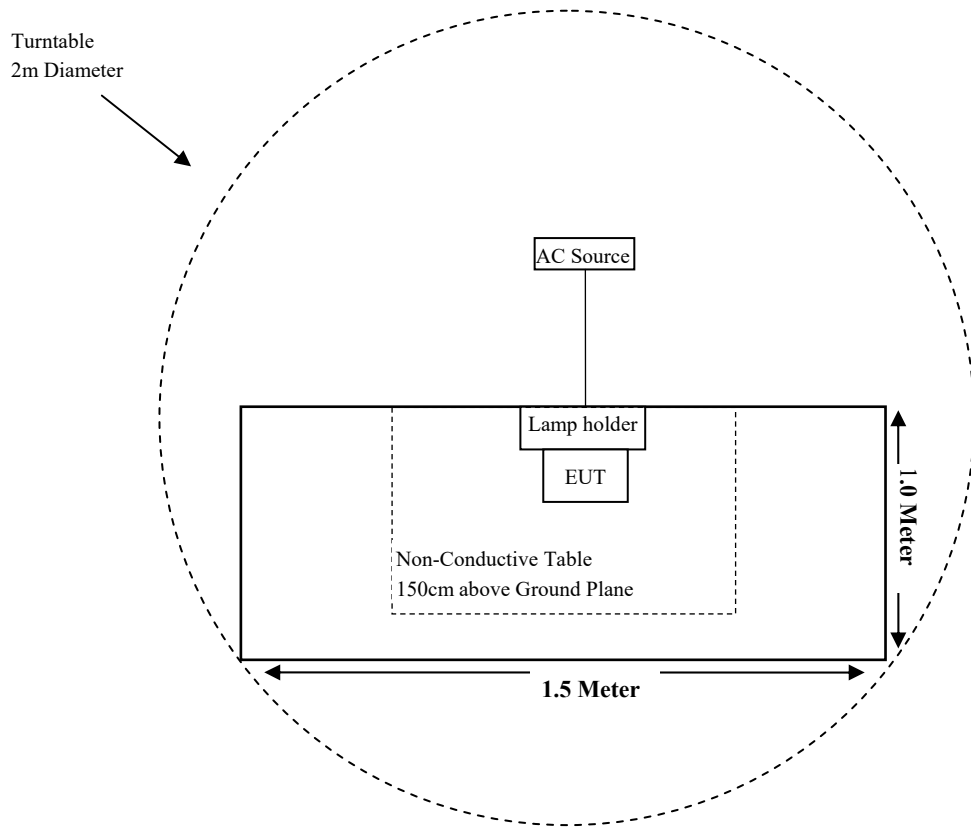 Turntable
2m Diameter
AC Source
Lamp holder
EUT
1.0 Meter
Non-Conductive Table
150cm above Ground Plane
1.5 Meter